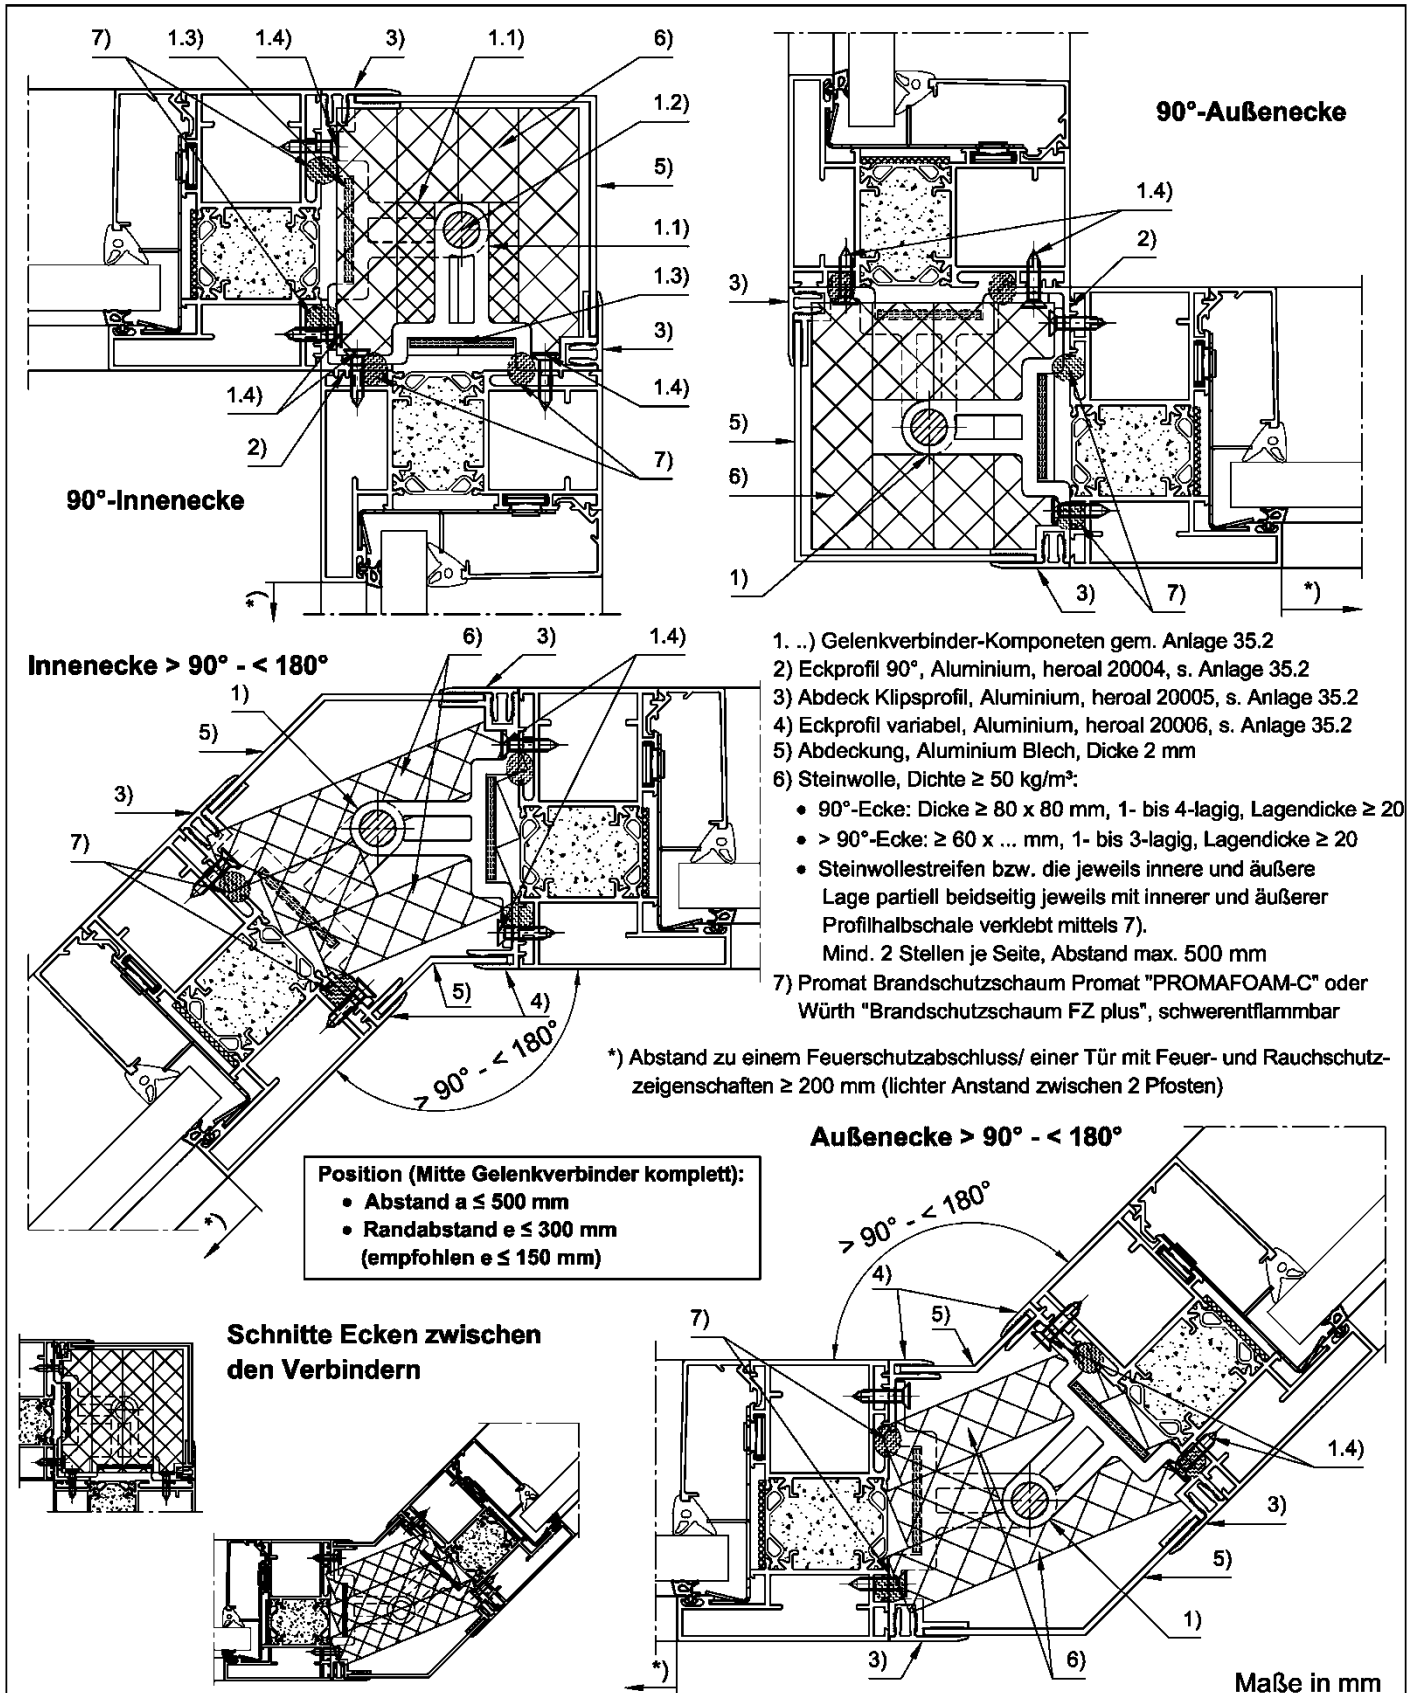 7)
1.3)
1.4)
3)
1.1)
6)
1.2)
5)
1.1)
1.3)
3)
1.4)
1.4)
2)
7)
90°-Innenecke
*)
90°-Außenecke
1.4)
2)
3)
5)
6)
1)
3)
7)
*)
Innenecke > 90° - < 180°
6)
3)
1.4)
1)
5)
3)
7)
5)
4)
> 90° - < 180°
*)
1. ..) Gelenkverbinder-Komponeten gem. Anlage 35.2
2) Eckprofil 90°, Aluminium, heroal 20004, s. Anlage 35.2
3) Abdeck Klipsprofil, Aluminium, heroal 20005, s. Anlage 35.2
4) Eckprofil variabel, Aluminium, heroal 20006, s. Anlage 35.2
5) Abdeckung, Aluminium Blech, Dicke 2 mm
6) Steinwolle, Dichte ≥ 50 kg/m³:
• 90°-Ecke: Dicke ≥ 80 x 80 mm, 1- bis 4-lagig, Lagendicke ≥ 20
• > 90°-Ecke: ≥ 60 x ... mm, 1- bis 3-lagig, Lagendicke ≥ 20
• Steinwollestreifen bzw. die jeweils innere und äußere
Lage partiell beidseitig jeweils mit innerer und äußerer
Profilhalbschale verklebt mittels 7).
Mind. 2 Stellen je Seite, Abstand max. 500 mm
7) Promat Brandschutzschaum Promat "PROMAFOAM-C" oder
Würth "Brandschutzschaum FZ plus", schwerentflammbar
*) Abstand zu einem Feuerschutzabschluss/ einer Tür mit Feuer- und Rauchschutz-
zeigenschaften ≥ 200 mm (lichter Anstand zwischen 2 Pfosten)
Position (Mitte Gelenkverbinder komplett):
• Abstand a ≤ 500 mm
• Randabstand e ≤ 300 mm
(empfohlen e ≤ 150 mm)
Außenecke > 90° - < 180°
> 90° - < 180°
4)
5)
7)
1.4)
3)
5)
1)
6)
3)
*)
Schnitte Ecken zwischen
den Verbindern
Maße in mm